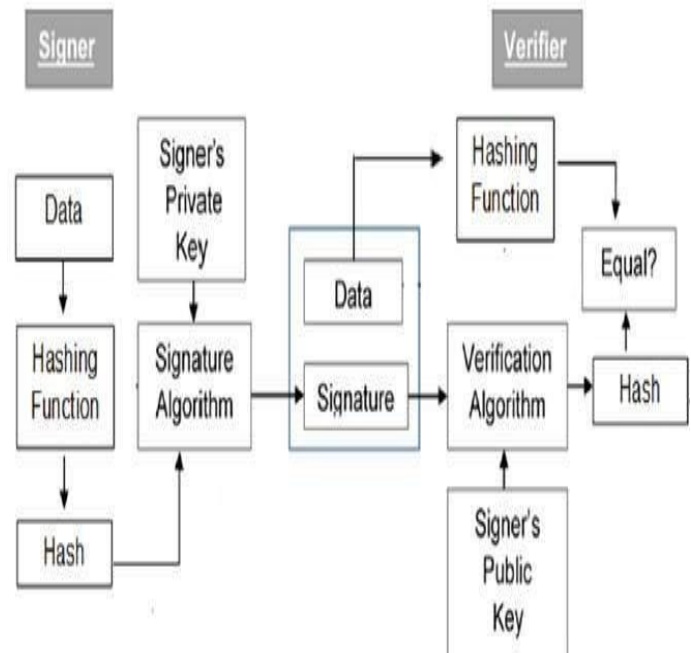 Signer
Verifier
Data
Hashing
Function
Hash
Signer's
Private
Key
Signature
Algorithm
Data
Signature
Hashing
Function
Verification
Algorithm
Signer's
Public
Key
Equal?
Hash